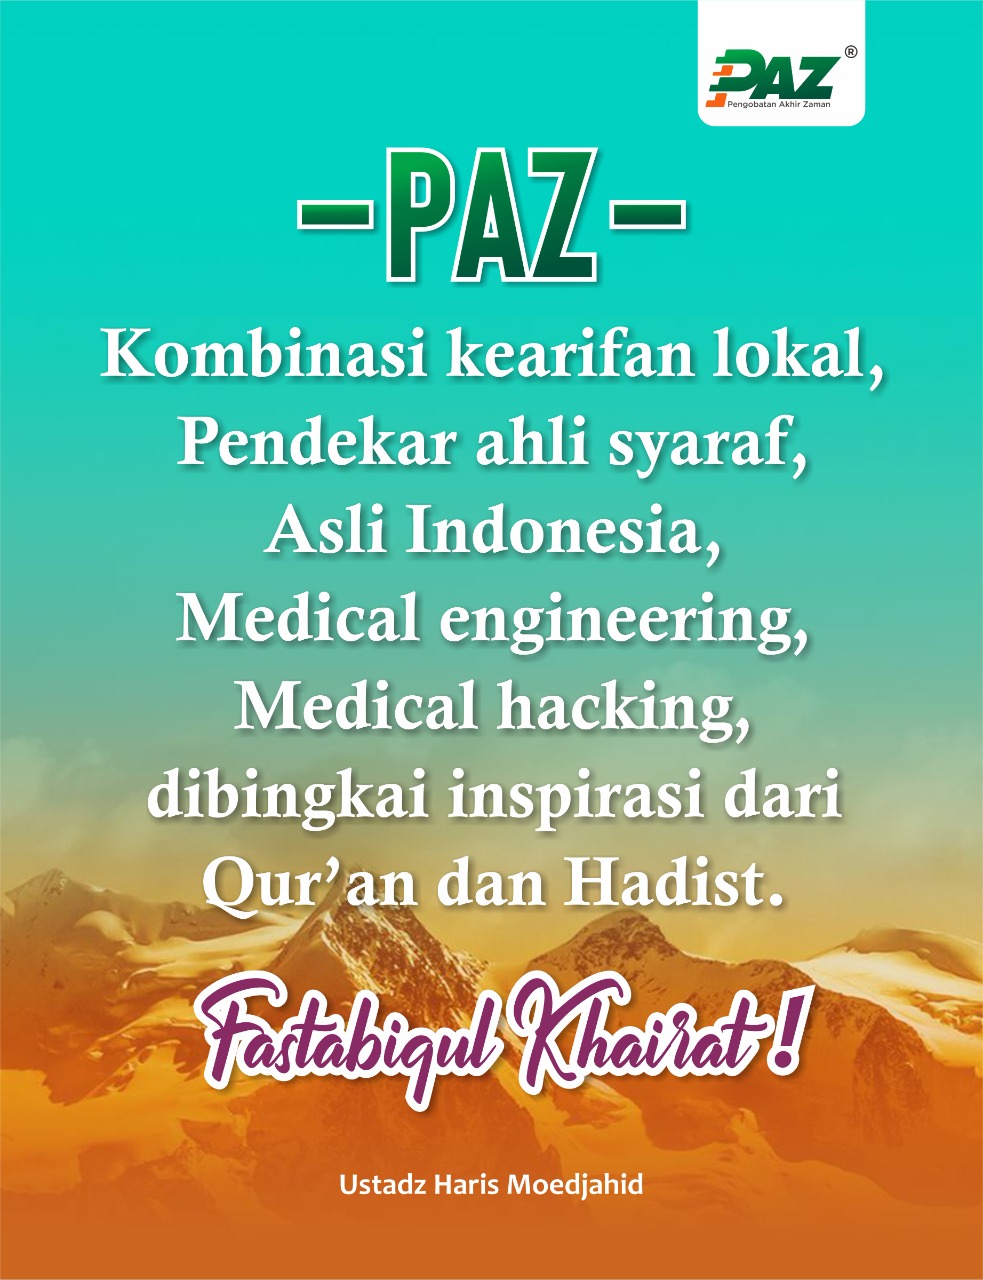 PAZ®
Pengobatan Akhir Zaman
-PAZ-
Kombinasi kearifan lokal,
Pendekar ahli syaraf,
Asli Indonesia,
Medical engineering,
Medical hacking,
dibingkai inspirasi dari
Qur’an dan Hadist.
Fastabiqul Khairat!
Ustadz Haris Moedjahid